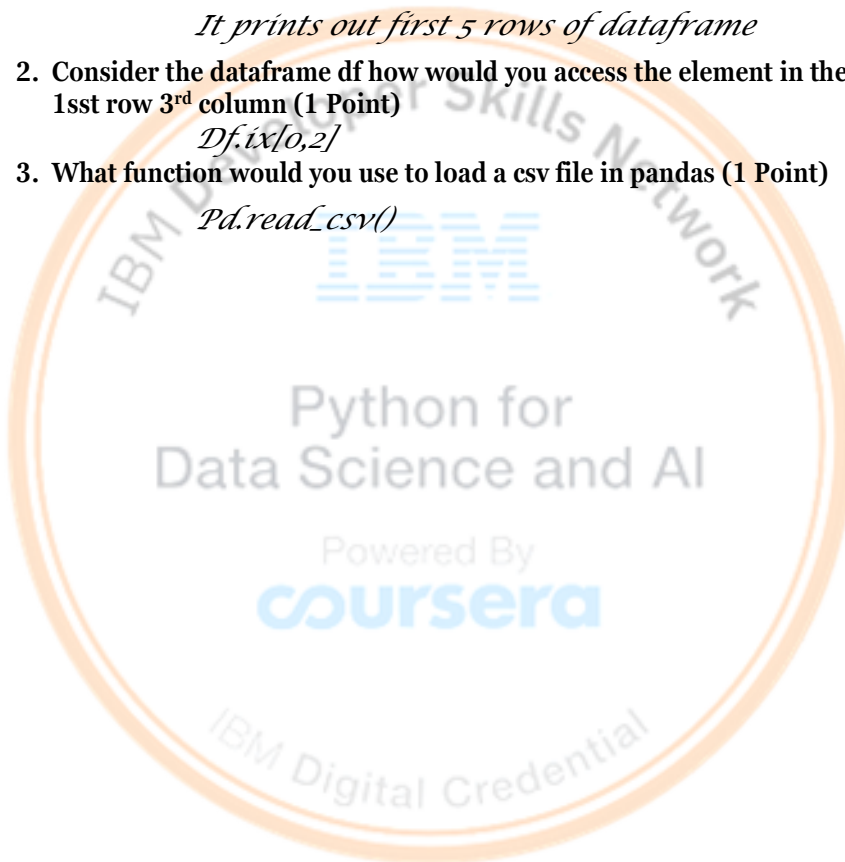 It prints out first 5 rows of dataframe
2. Consider the dataframe df how would you access the element in the
1sst row 3rd column (1 Point)
Df.ix[0,2]
3. What function would you use to load a csv file in pandas (1 Point)
Pd.read_csv()
IBM Developer Skills Network
IBM
Python for
Data Science and AI
Powered By
coursera
IBM Digital Credential